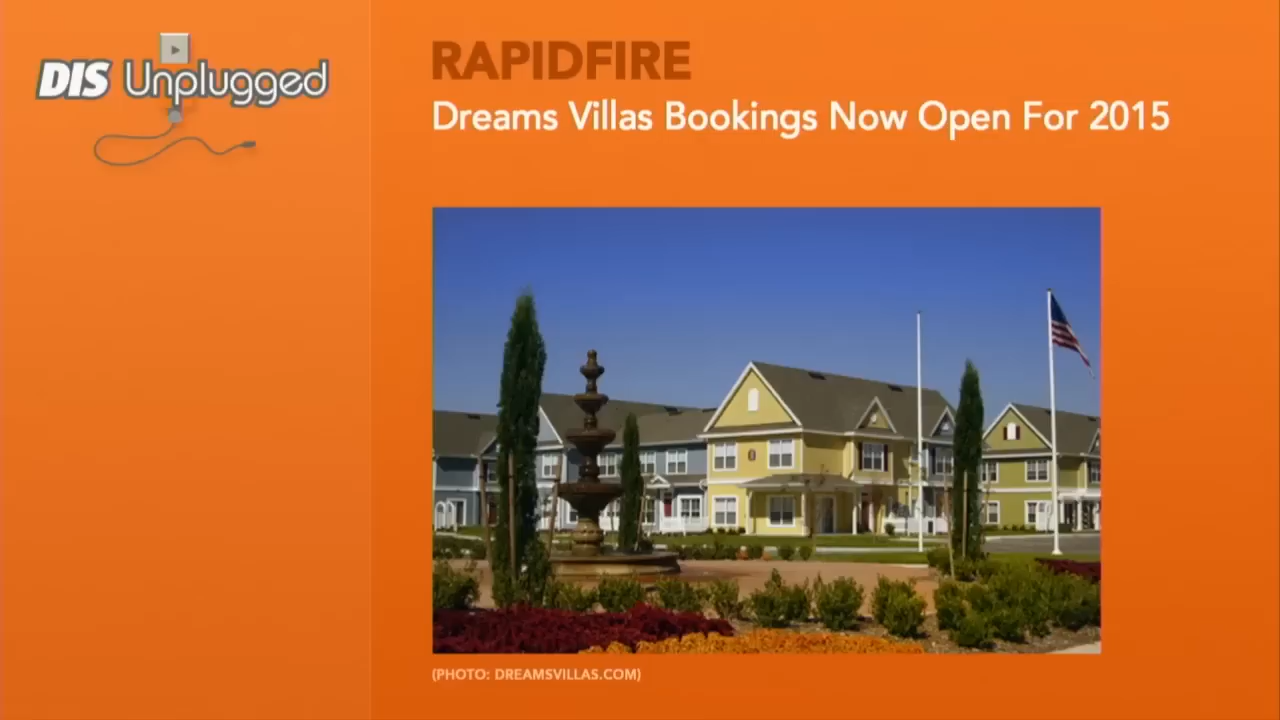 DIS Unplugged
RAPIDFIRE
Dreams Villas Bookings Now Open For 2015
(PHOTO: DREAMSVILLAS.COM)